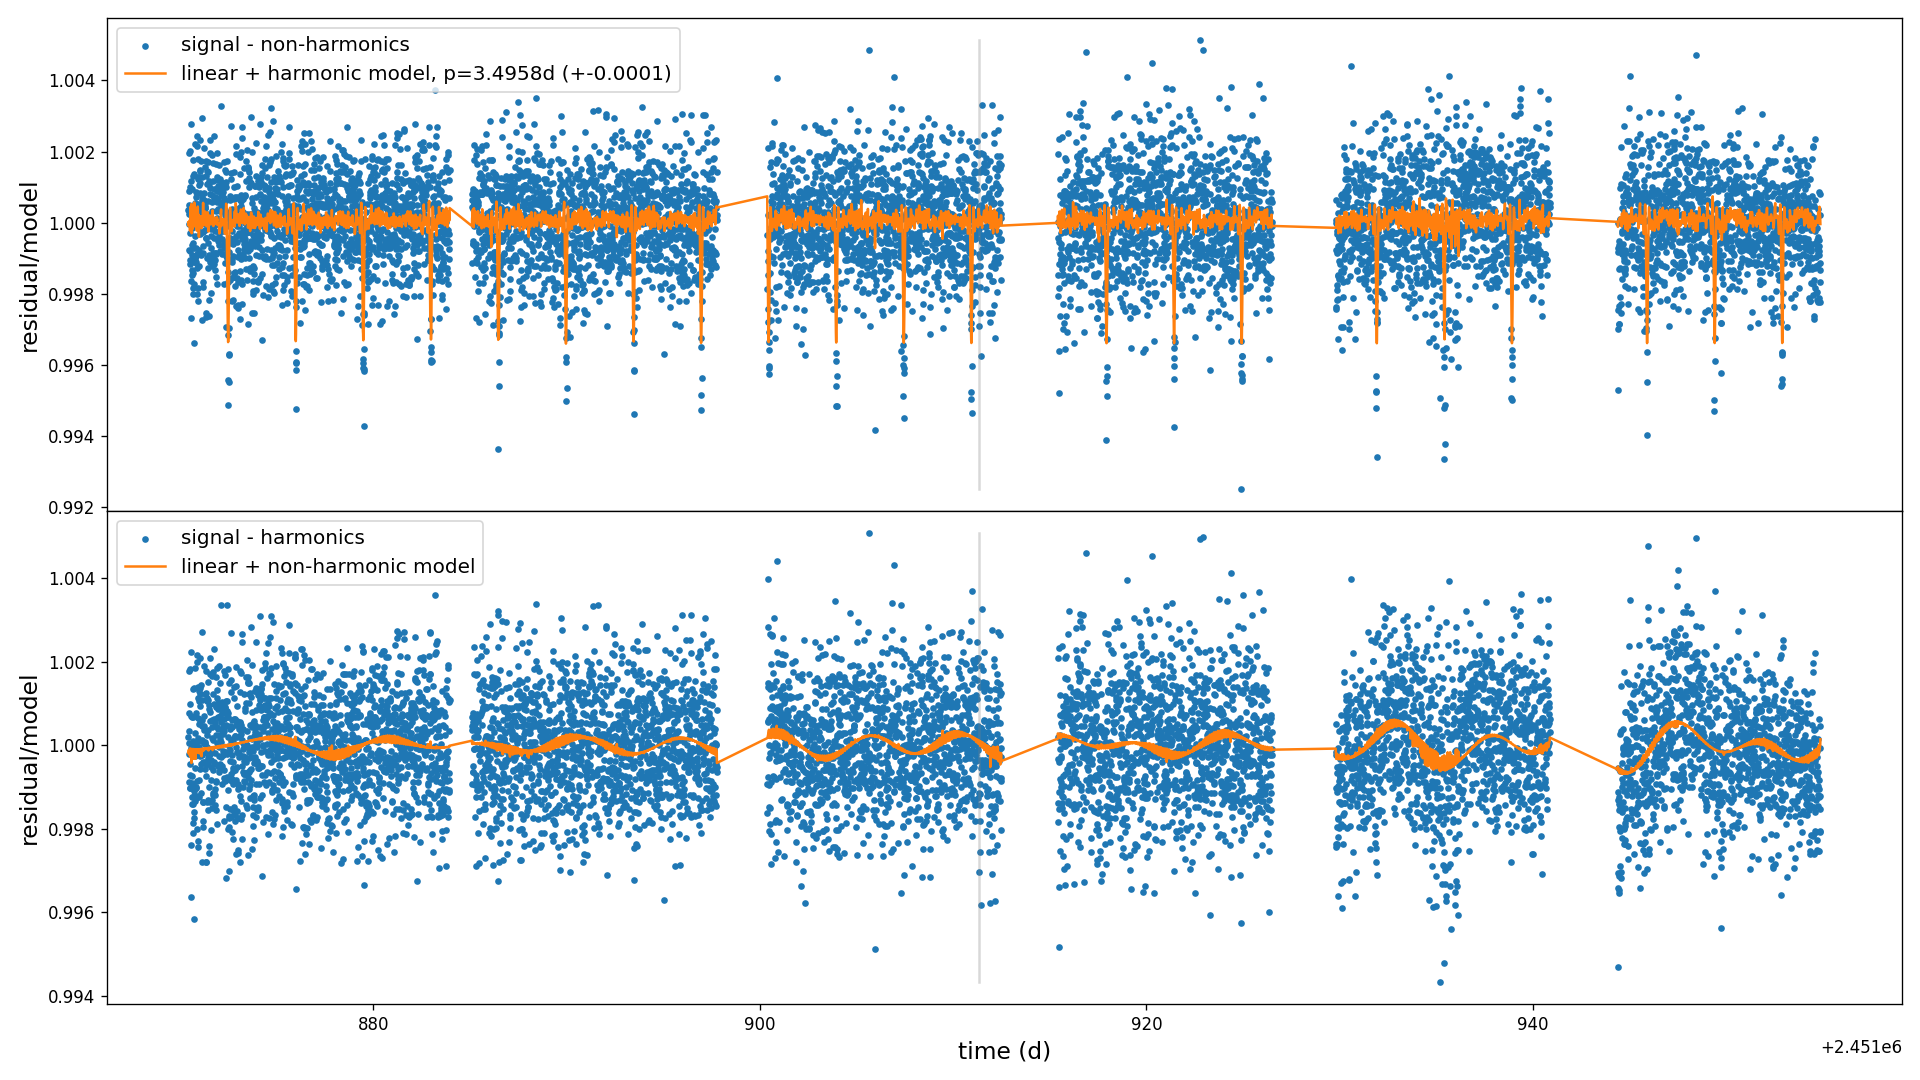 signal - non-harmonics
linear + harmonic model, p=3.4958d (+-0.0001)
1.004
1.002
1.000
0.998
0.996
0.994
0.992
residual/model
signal - harmonics
linear + non-harmonic model
1.004
1.002
1.000
0.998
0.996
0.994
residual/model
880
900
920
940
time (d)
+2.451e6